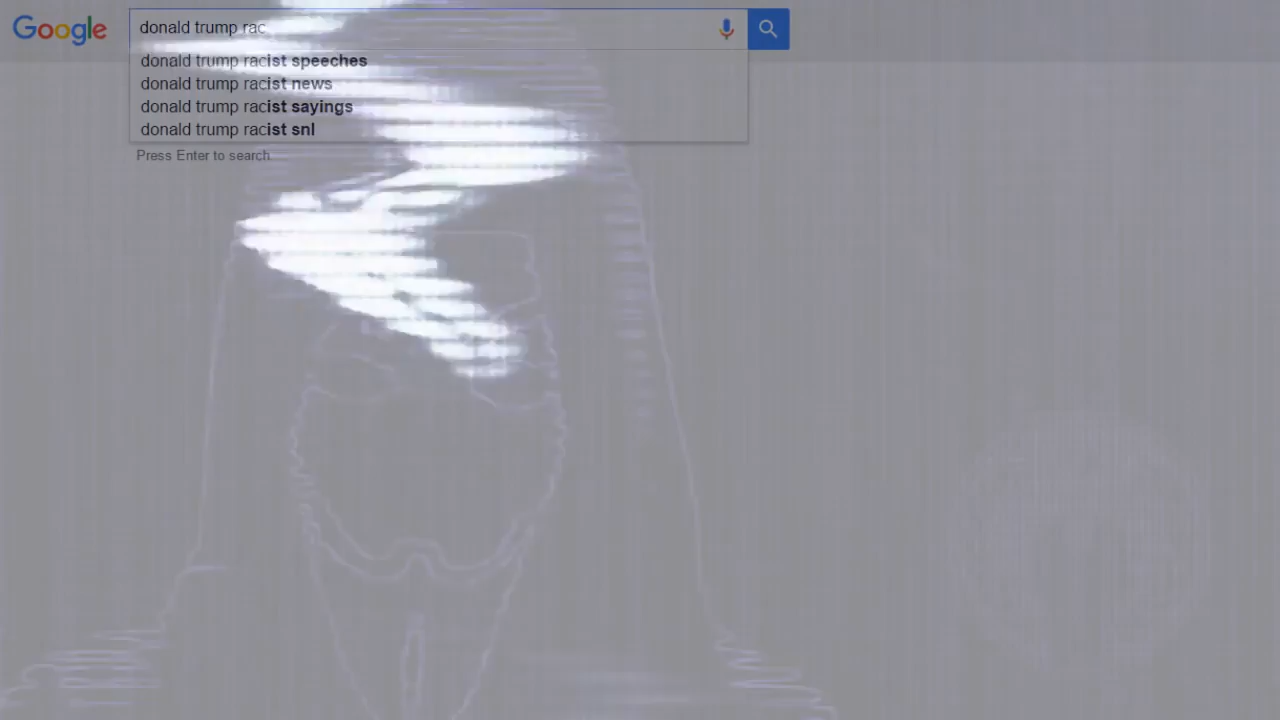 Google
donald trump rac
donald trump racist speeches
donald trump racist news
donald trump racist sayings
donald trump racist snl
Press Enter to search.